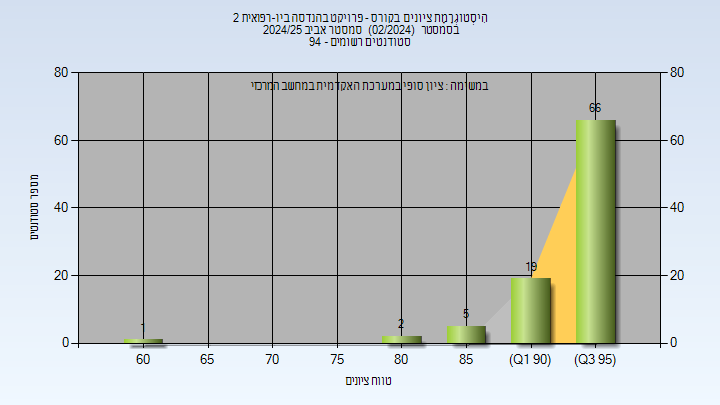 היסטוגרמת ציונים בקורס - פרויקט בהנדסה ביו-רפואית 2
בסמסטר (02/2024) סמסטר אביב 2024/25
סטודנטים רשומים - 94
במשימה : ציון סופי במערכת האקדמית במחשב המרכזי
80 80
60 60
40 40
20 20
0 0
מספר סטודנטים
1 2 5 19 66
60 65 70 75 80 85 (Q1 90) (Q3 95)
טווח ציונים